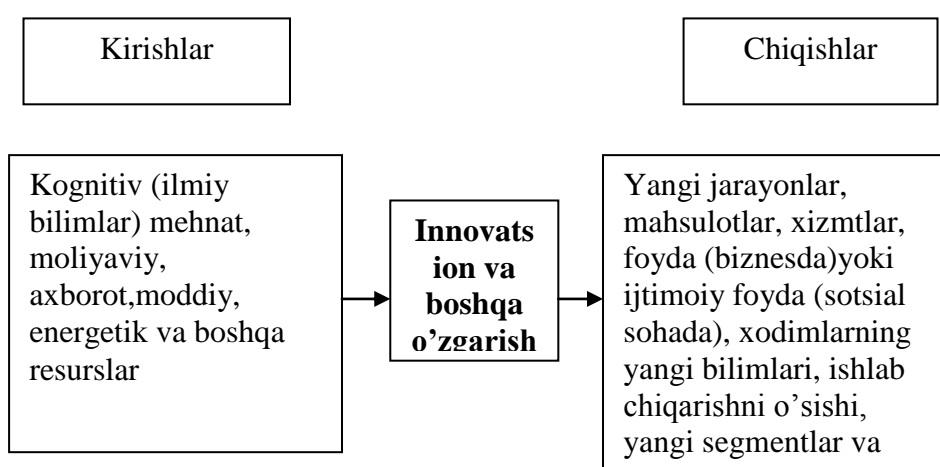 Kirishlar
Chiqishlar
Kognitiv (ilmiy
bilimlar) mehnat,
moliyaviy,
axborot,moddiy,
energetik va boshqa
resurslar
Innovats
ion va
boshqa
o’zgarish
Yangi jarayonlar,
mahsulotlar, xizmtlar,
foyda (biznesda)yoki
ijtimoiy foyda (sotsial
sohada), xodimlarning
yangi bilimlari, ishlab
chiqarishni o’sishi,
yangi segmentlar va